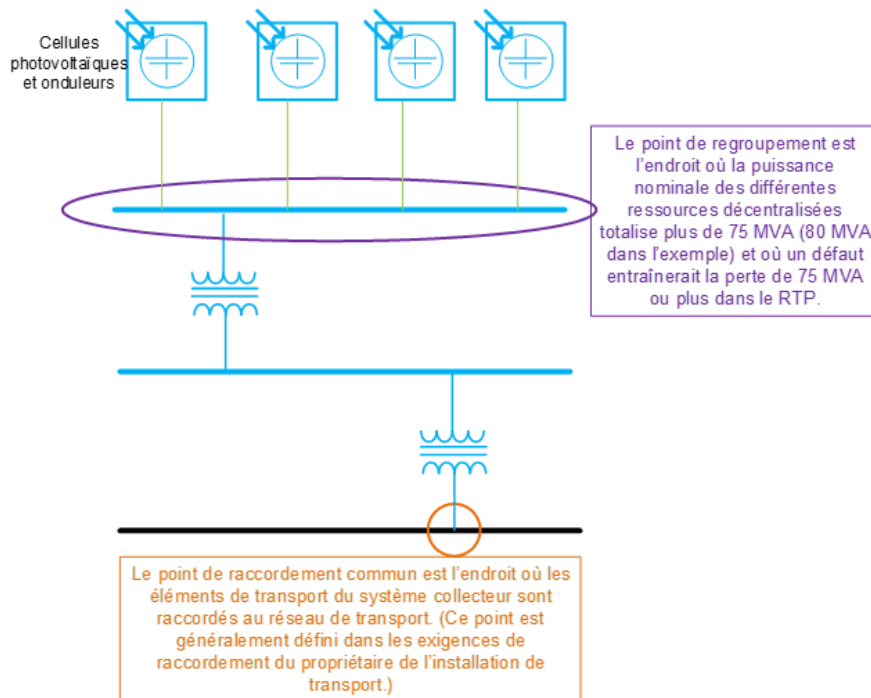 Cellules
photovoltaïques
et onduleurs
Le point de regroupement est
l'endroit où la puissance
nominale des différentes
ressources décentralisées
totalise plus de 75 MVA (80 MVA
dans l'exemple) et où un défaut
entraînerait la perte de 75 MVA
ou plus dans le RTP.
Le point de raccordement commun est l'endroit où les
éléments de transport du système collecteur sont
raccordés au réseau de transport. (Ce point est
généralement défini dans les exigences de
raccordement du propriétaire de l'installation de
transport.)